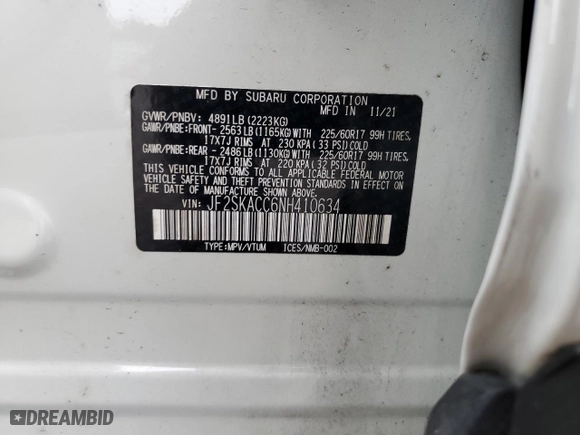 MFD BY SUBARU CORPORATION
MFD IN 11/21
GVWR/PNBV: 4891LB (2223KG)
GAWR/PNBE:FRONT- 2563LB (1165KG)WITH 225/60R17 99H TIRES,
17X7J RIMS AT 230 KPA ( 33 PSI)COLD
GAWR/PNBE:REAR - 2486LB (1130KG)WITH 225/60R17 99H TIRES,
17X7J RIMS AT 220 KPA ( 32 PSI)COLD
THIS VEHICLE CONFORMS TO ALL APPLICABLE FEDERAL MOTOR
VEHICLE SAFETY, BUMPER, AND THEFT PREVENTION STANDARDS
IN EFFECT ON THE DATE OF MANUFACTURE SHOWN ABOVE.
VIN: JF2SKACC6NH410634
TYPE:MPV/VTUM ICES/NMB-002
DREAMBID